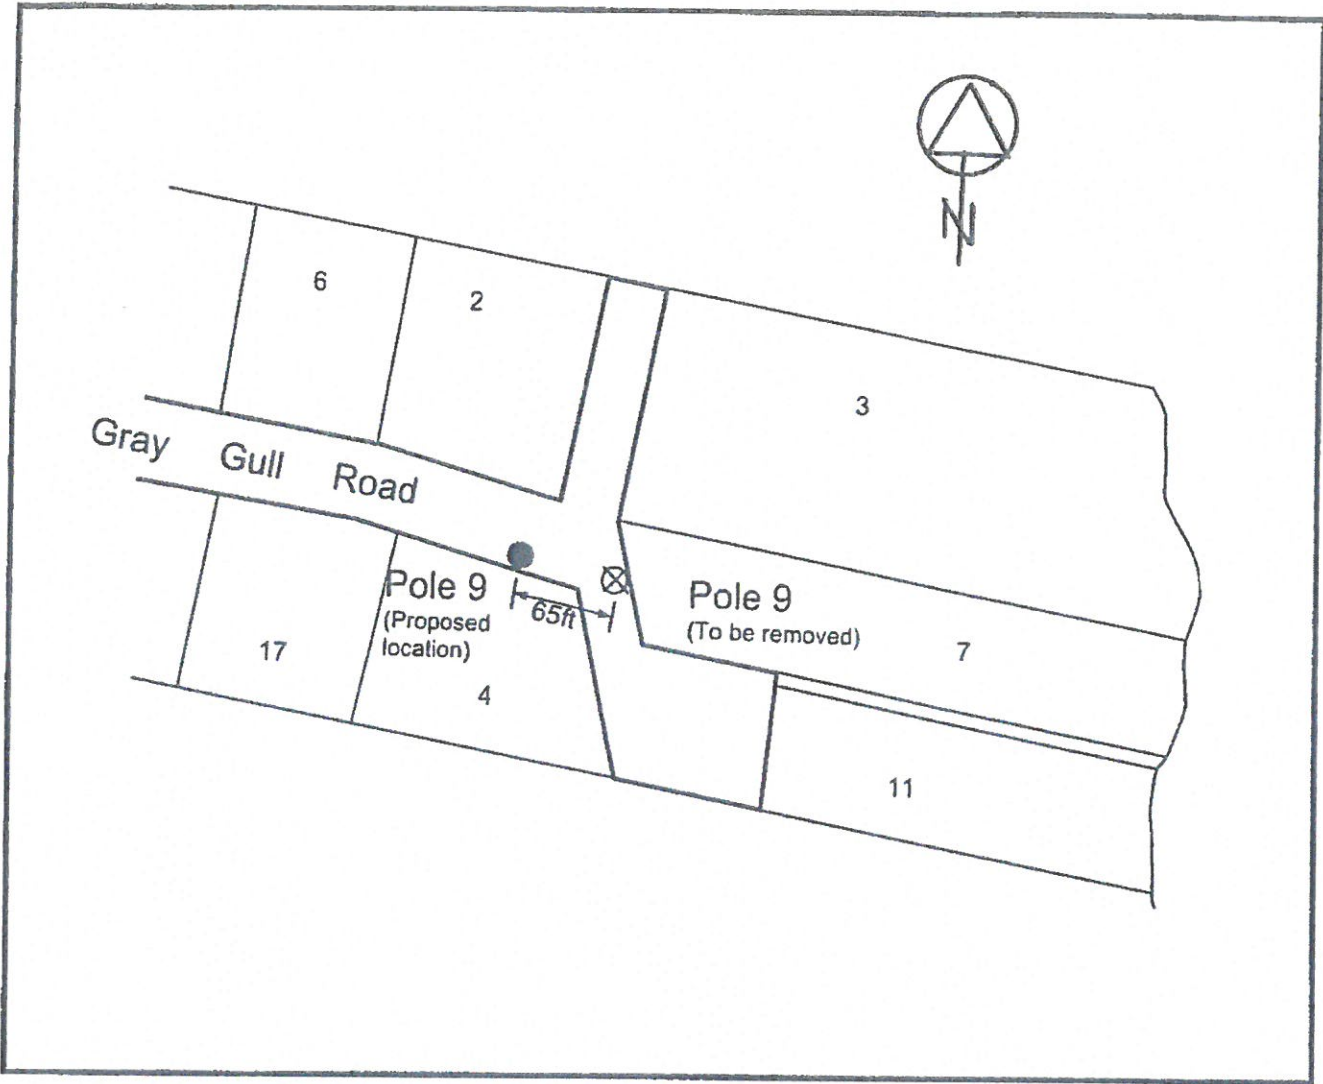 N
6
2
3
Gray Gull Road
Pole 9
(Proposed
location)
65ft
Pole 9
(To be removed)
7
17
4
11